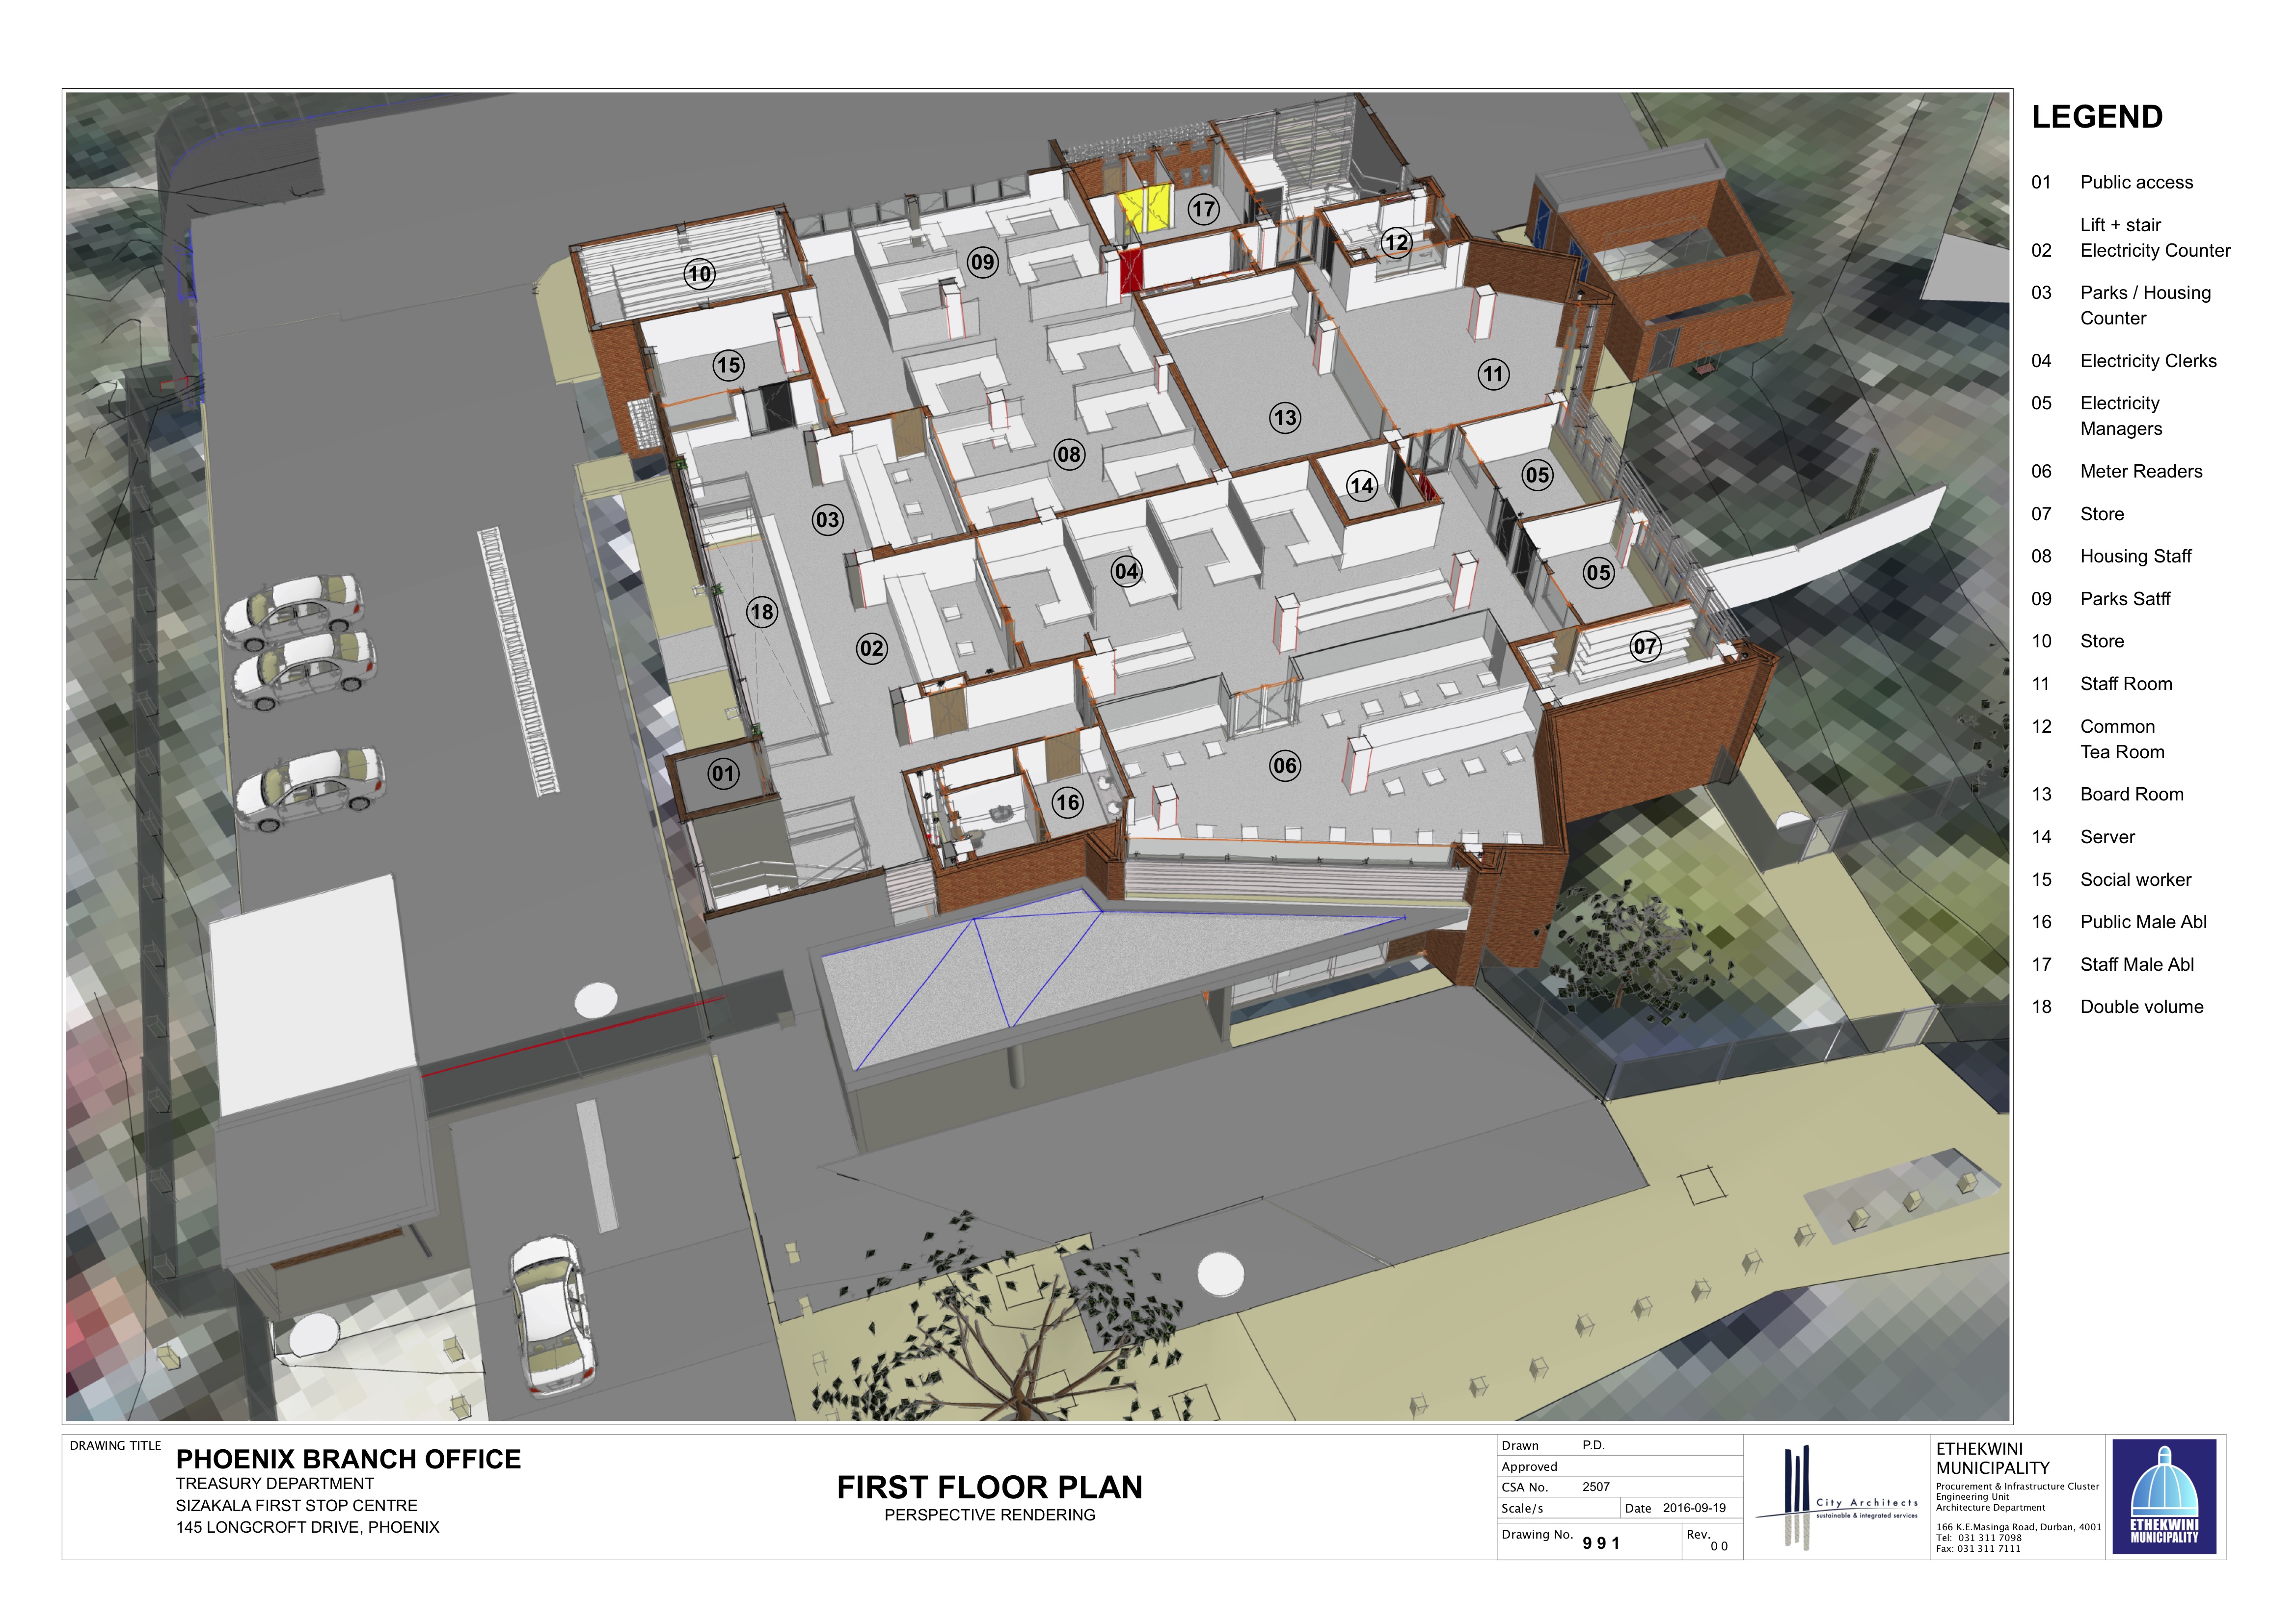 LEGEND
01 Public access
Lift + stair
02 Electricity Counter
03 Parks / Housing
Counter
04 Electricity Clerks
05 Electricity
Managers
06 Meter Readers
07 Store
08 Housing Staff
09 Parks Satff
10 Store
11 Staff Room
12 Common
Tea Room
13 Board Room
14 Server
15 Social worker
16 Public Male Abl
17 Staff Male Abl
18 Double volume
17
12
09
10
15
11
13
08
05
14
03
04
05
18
02
07
01
06
16
DRAWING TITLE
PHOENIX BRANCH OFFICE
TREASURY DEPARTMENT
SIZAKALA FIRST STOP CENTRE
145 LONGCROFT DRIVE, PHOENIX
FIRST FLOOR PLAN
PERSPECTIVE RENDERING
Drawn P.D.
Approved
CSA No. 2507
Scale/s Date 2016-09-19
Drawing No. 9 9 1 Rev. 0 0
City Architects
sustainable & integrated services
ETHEKWINI
MUNICIPALITY
Procurement & Infrastructure Cluster
Engineering Unit
Architecture Department
166 K.E.Masinga Road, Durban, 4001
Tel: 031 311 7098
Fax: 031 311 7111
ETHEKWINI
MUNICIPALITY